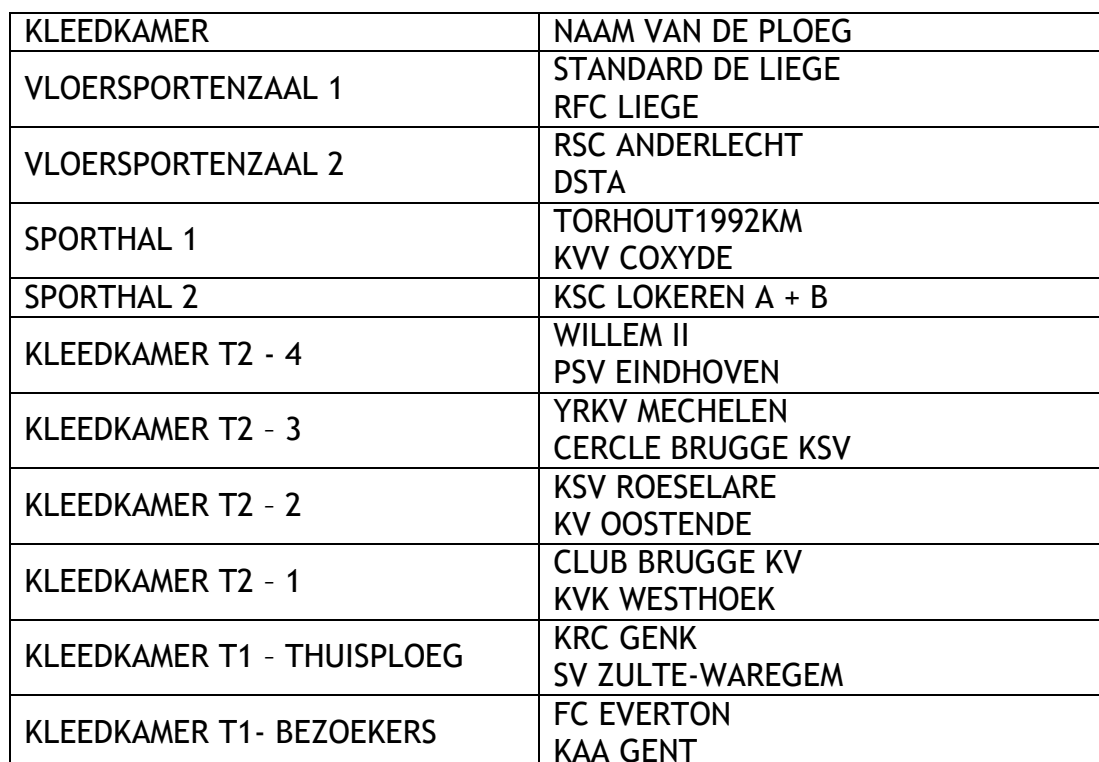 KLEEDKAMER NAAM VAN DE PLOEG
VLOERSPORTENZAAL 1 STANDARD DE LIEGE
RFC LIEGE
VLOERSPORTENZAAL 2 RSC ANDERLECHT
DSTA
SPORTHAL 1 TORHOUT1992KM
KVV COXYDE
SPORTHAL 2 KSC LOKEREN A + B
KLEEDKAMER T2 - 4 WILLEM II
PSV EINDHOVEN
KLEEDKAMER T2 – 3 YRKV MECHELEN
CERCLE BRUGGE KSV
KLEEDKAMER T2 – 2 KSV ROESELARE
KV OOSTENDE
KLEEDKAMER T2 – 1 CLUB BRUGGE KV
KVK WESTHOEK
KLEEDKAMER T1 – THUISPLOEG KRC GENK
SV ZULTE-WAREGEM
KLEEDKAMER T1- BEZOEKERS FC EVERTON
KAA GENT